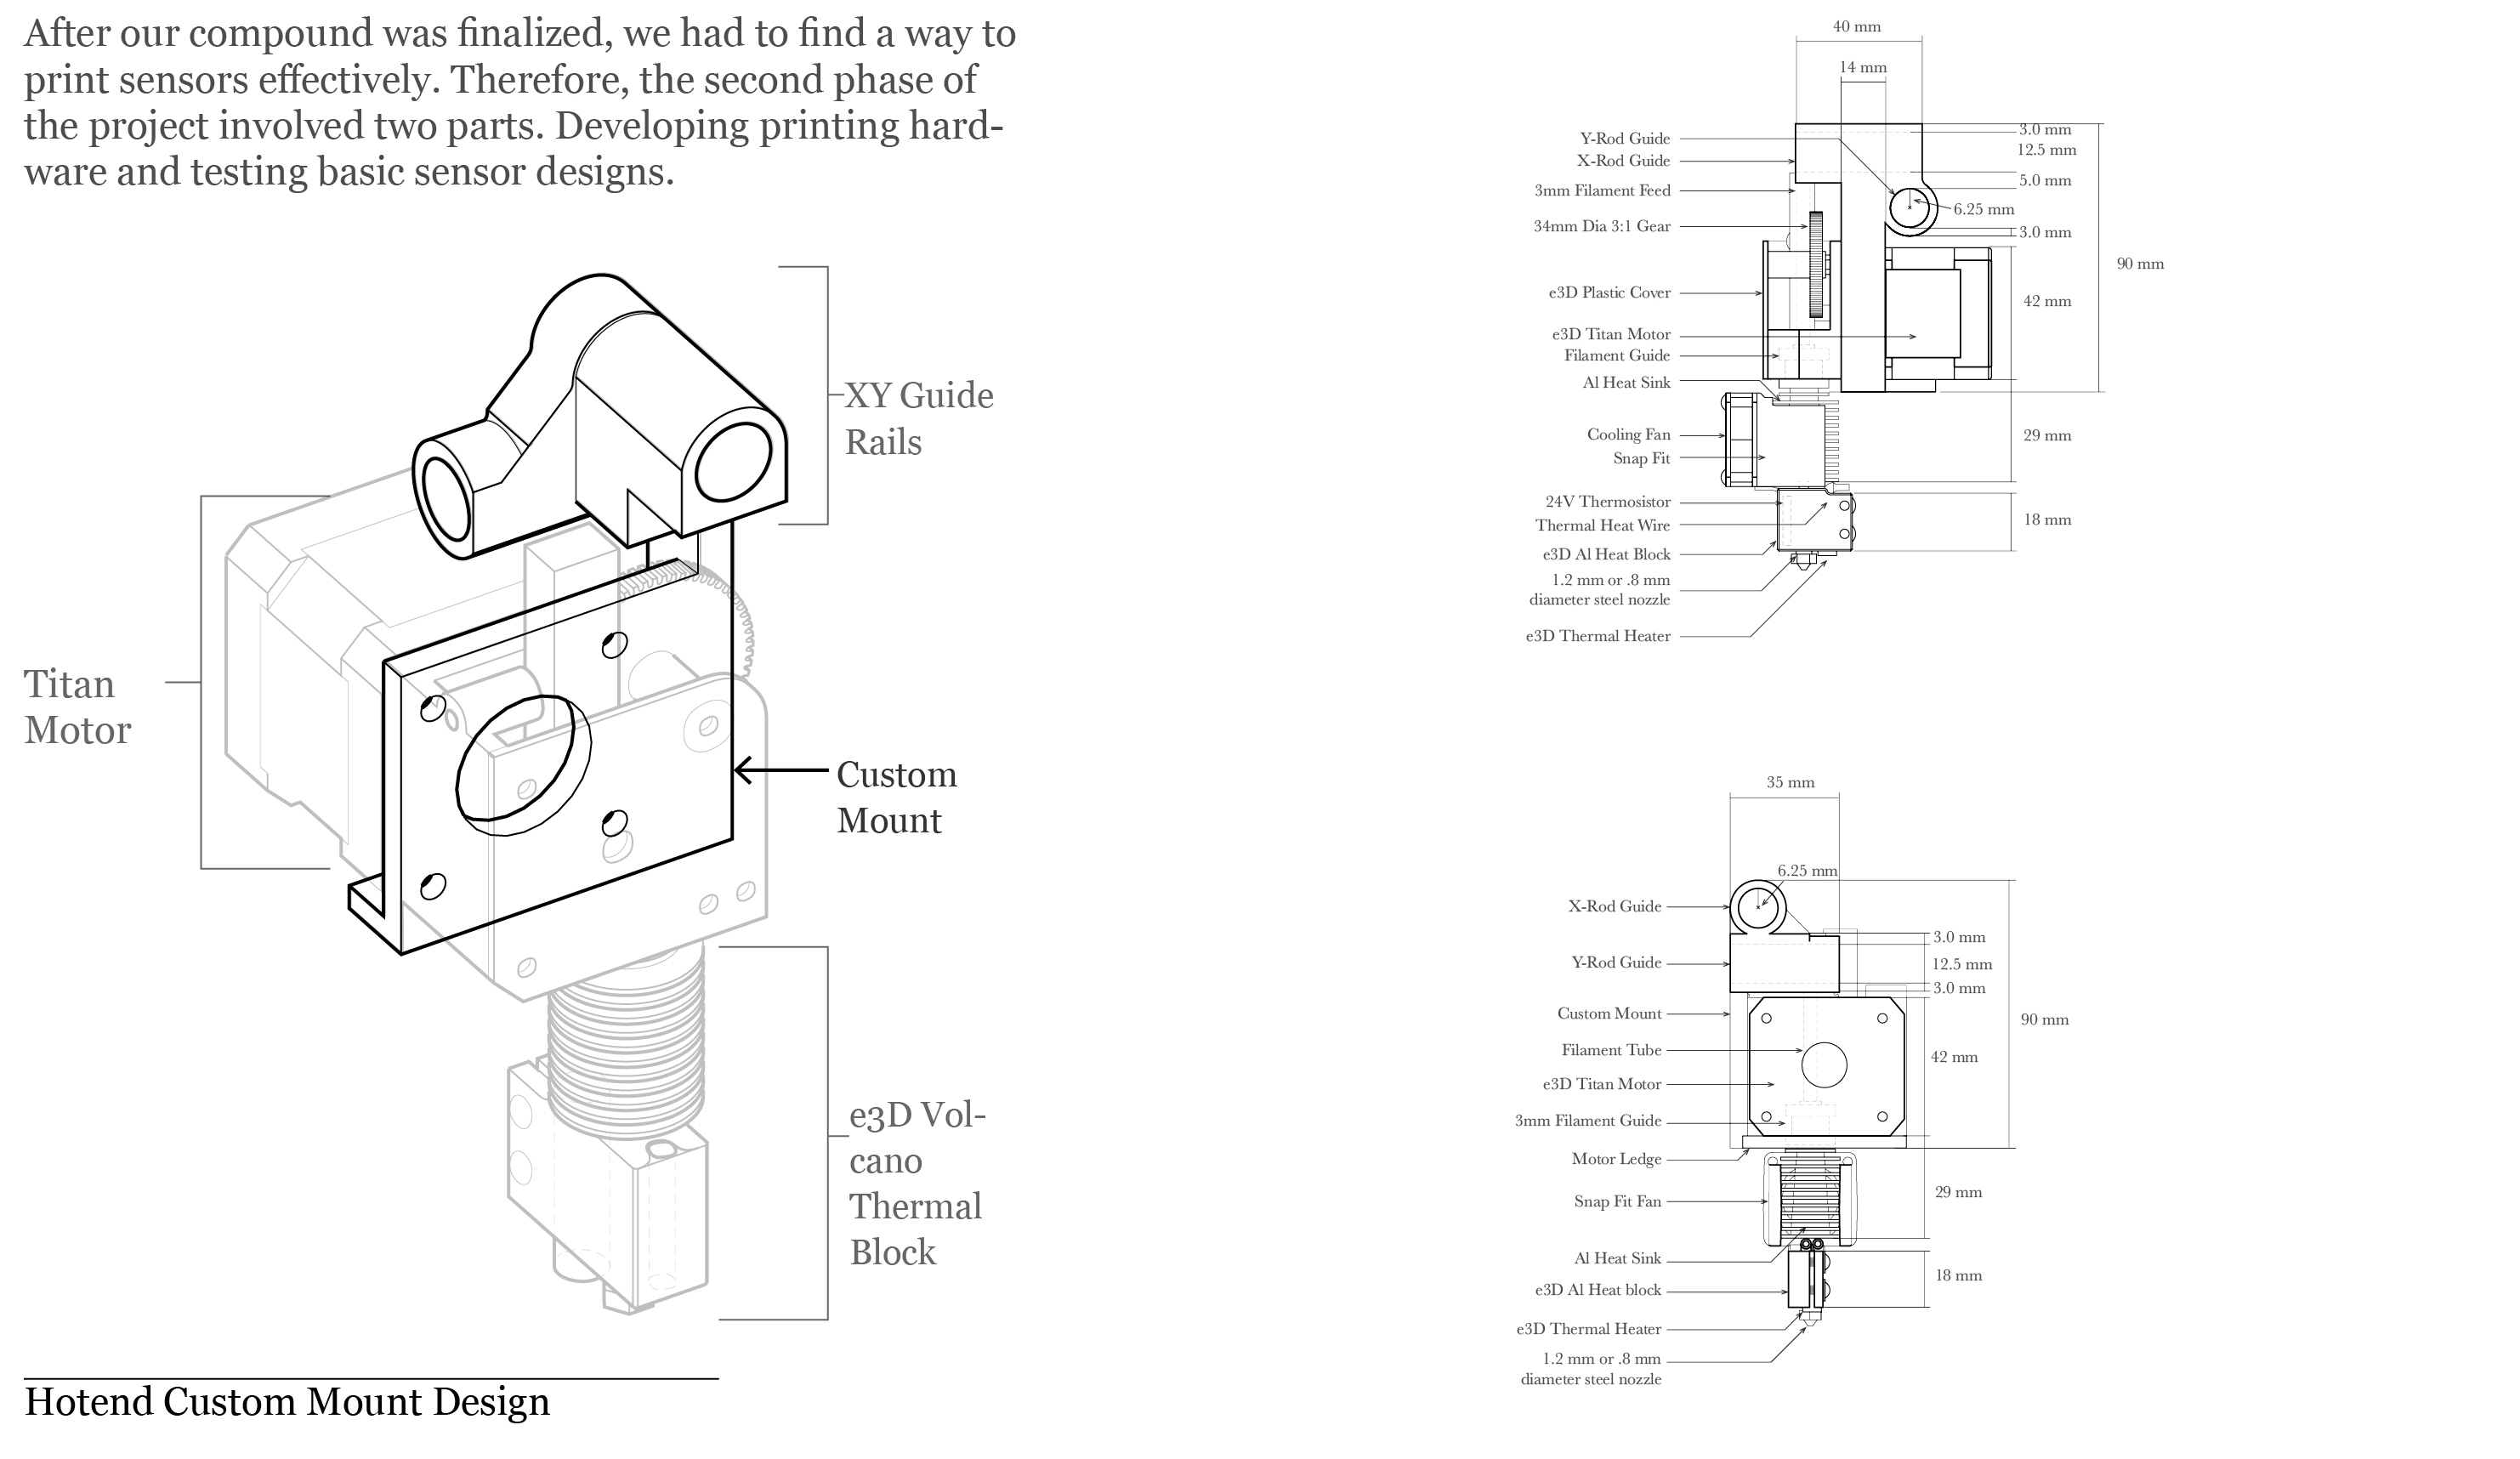 After our compound was finalized, we had to find a way to
print sensors effectively. Therefore, the second phase of
the project involved two parts. Developing printing hard-
ware and testing basic sensor designs.
XY Guide
Rails
Titan
Motor
Custom
Mount
e3D Vol-
cano
Thermal
Block
Hotend Custom Mount Design
40 mm
14 mm
Y-Rod Guide
X-Rod Guide
3mm Filament Feed
34mm Dia 3:1 Gear
e3D Plastic Cover
e3D Titan Motor
Filament Guide
Al Heat Sink
Cooling Fan
Snap Fit
24V Thermosistor
Thermal Heat Wire
e3D Al Heat Block
1.2 mm or .8 mm
diameter steel nozzle
e3D Thermal Heater
3.0 mm
12.5 mm
5.0 mm
6.25 mm
3.0 mm
90 mm
42 mm
29 mm
18 mm
35 mm
6.25 mm
X-Rod Guide
Y-Rod Guide
Custom Mount
Filament Tube
e3D Titan Motor
3mm Filament Guide
Motor Ledge
Snap Fit Fan
Al Heat Sink
e3D Al Heat block
e3D Thermal Heater
1.2 mm or .8 mm
diameter steel nozzle
3.0 mm
12.5 mm
3.0 mm
90 mm
42 mm
29 mm
18 mm